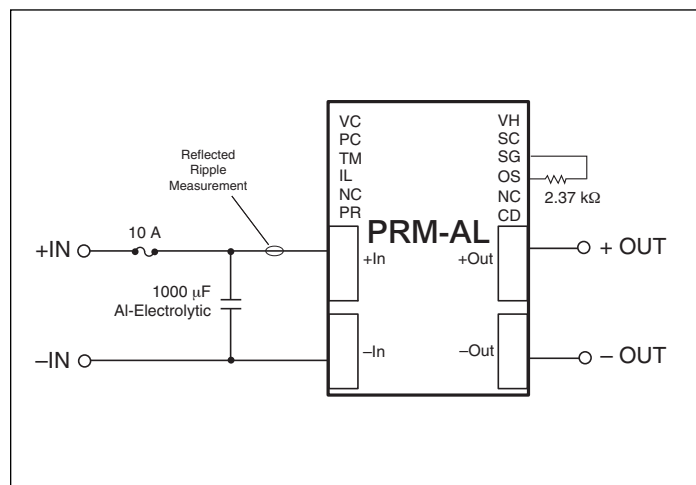 VC
PC
TM
IL
NC
PR
VH
SC
SG
OS
NC
CD
2.37 kΩ
Reflected
Ripple
Measurement
PRM-AL
10 A
+IN
+In
+Out
+ OUT
1000 µF
Al-Electrolytic
–IN
–In
–Out
– OUT